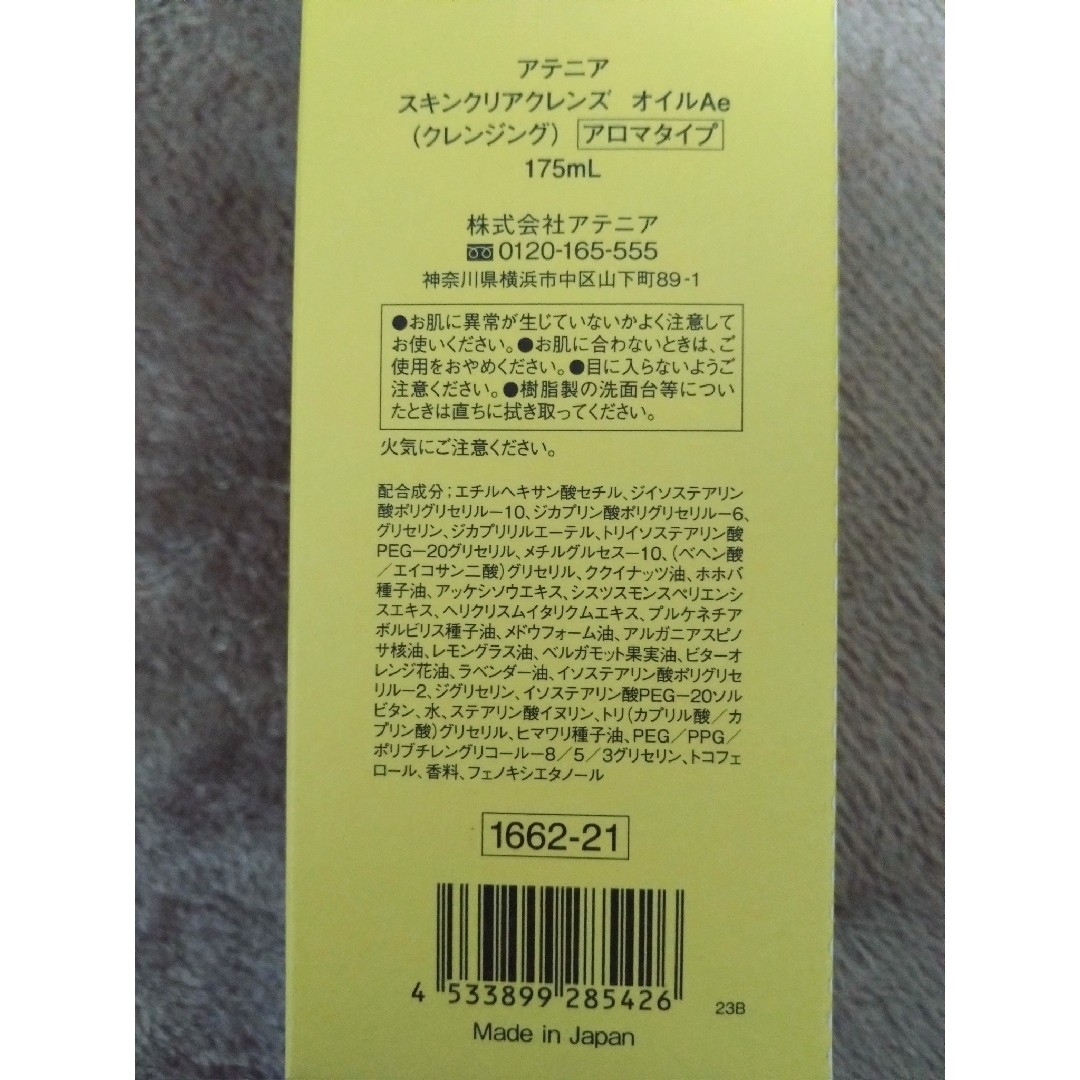 アテニア
スキンクリアクレンズ オイルAe
(クレンジング) アロマタイプ
175mL
株式会社アテニア
0120-165-555
神奈川県横浜市中区山下町89-1
●お肌に異常が生じていないかよく注意して
お使いください。●お肌に合わないときは、ご
使用をおやめください。●目に入らないようご
注意ください。●樹脂製の洗面台等につい
たときは直ちに拭き取ってください。
火気にご注意ください。
配合成分;エチルヘキサン酸セチル、ジイソステアリン
酸ポリグリセリルー10、ジカプリン酸ポリグリセリルー6、
グリセリン、ジカプリリルエーテル、トリイソステアリン酸
PEGー20グリセリル、メチルグルセスー10、(ベヘン酸
/エイコサン二酸)グリセリル、ククイナッツ油、ホホバ
種子油、アッケシソウエキス、シスツスモンスペリエンシ
スエキス、ヘリクリスムイタリクムエキス、プルケネチア
ボルビリス種子油、メドウフォーム油、アルガニアスピノ
サ核油、レモングラス油、ベルガモット果実油、ビターオ
レンジ花油、ラベンダー油、イソステアリン酸ポリグリセ
リルー2、ジグリセリン、イソステアリン酸PEGー20ソル
ビタン、水、ステアリン酸イヌリン、トリ(カプリル酸/カ
プリン酸)グリセリル、ヒマワリ種子油、PEG/PPG/
ポリブチレングリコールー8/5/3グリセリン、トコフェ
ロール、香料、フェノキシエタノール
1662-21
4 533899 285426
23B
Made in Japan